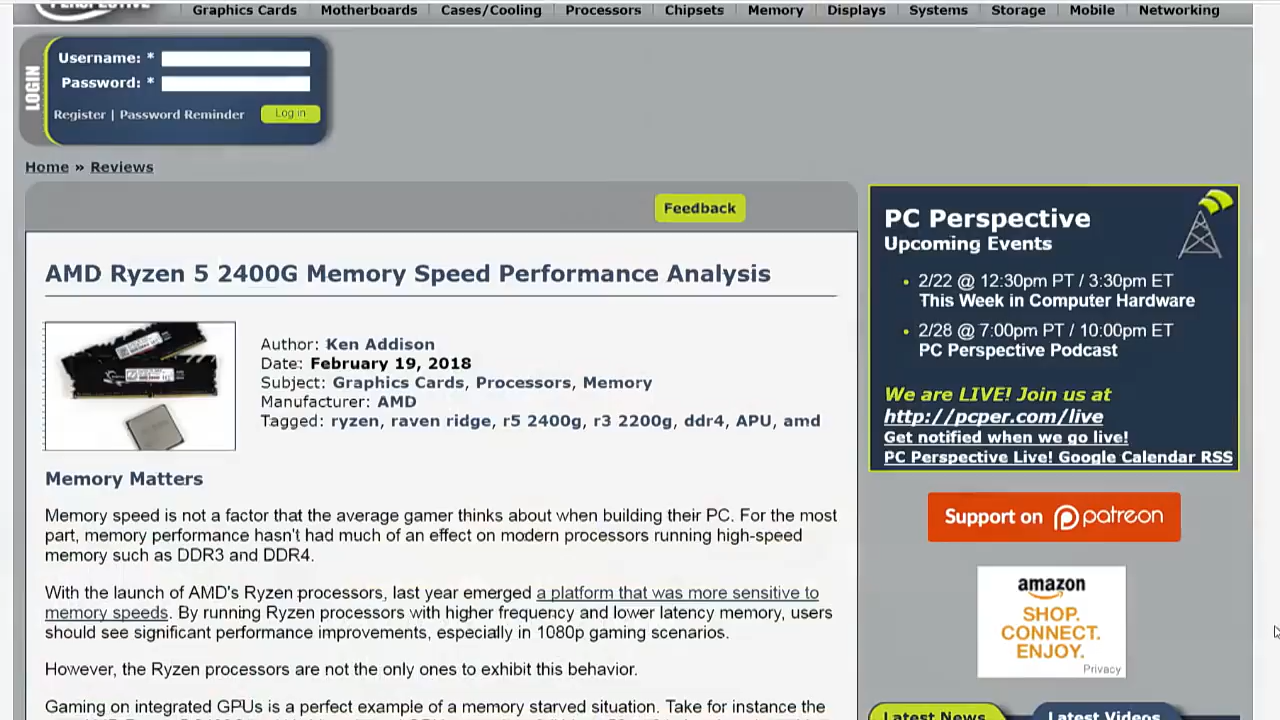 PERSPECTIVE
Graphics Cards Motherboards Cases/Cooling Processors Chipsets Memory Displays Systems Storage Mobile Networking
LOGIN
Username: *
Password: *
Register | Password Reminder Log in
Home » Reviews
Feedback
AMD Ryzen 5 2400G Memory Speed Performance Analysis
Author: Ken Addison
Date: February 19, 2018
Subject: Graphics Cards, Processors, Memory
Manufacturer: AMD
Tagged: ryzen, raven ridge, r5 2400g, r3 2200g, ddr4, APU, amd
Memory Matters
Memory speed is not a factor that the average gamer thinks about when building their PC. For the most
part, memory performance hasn't had much of an effect on modern processors running high-speed
memory such as DDR3 and DDR4.
With the launch of AMD's Ryzen processors, last year emerged a platform that was more sensitive to
memory speeds. By running Ryzen processors with higher frequency and lower latency memory, users
should see significant performance improvements, especially in 1080p gaming scenarios.
However, the Ryzen processors are not the only ones to exhibit this behavior.
Gaming on integrated GPUs is a perfect example of a memory starved situation. Take for instance the
PC Perspective
Upcoming Events
• 2/22 @ 12:30pm PT / 3:30pm ET
This Week in Computer Hardware
• 2/28 @ 7:00pm PT / 10:00pm ET
PC Perspective Podcast
We are LIVE! Join us at
http://pcper.com/live
Get notified when we go live!
PC Perspective Live! Google Calendar RSS
Support on patreon
amazon
SHOP.
CONNECT.
ENJOY.
Privacy
Latest News Latest Videos